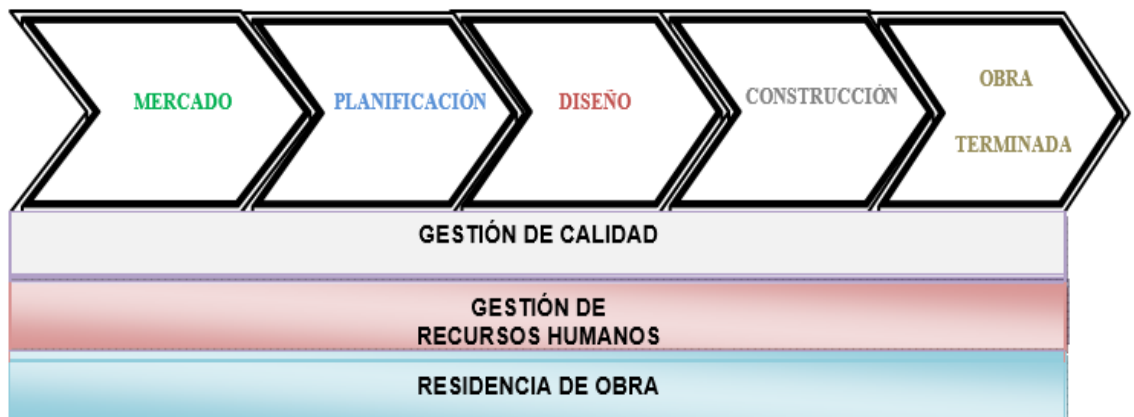 MERCADO
PLANIFICACIÓN
DISEÑO
CONSTRUCCIÓN
OBRA
TERMINADA
GESTIÓN DE CALIDAD
GESTIÓN DE
RECURSOS HUMANOS
RESIDENCIA DE OBRA